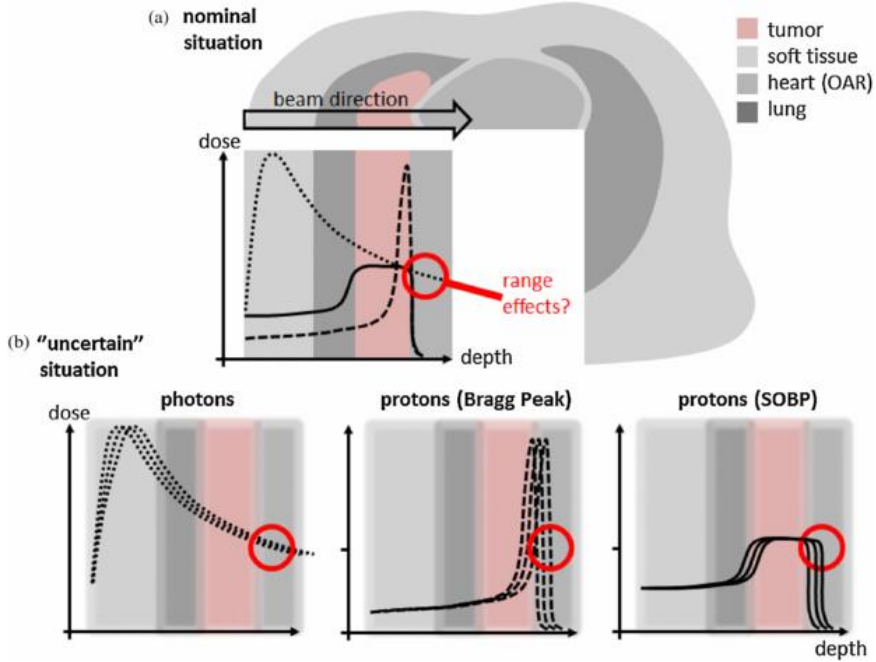 (a) nominal
situation
tumor
soft tissue
heart (OAR)
lung
beam direction
dose
range
effects?
depth
(b) "uncertain"
situation
photons
protons (Bragg Peak)
protons (SOBP)
dose
depth